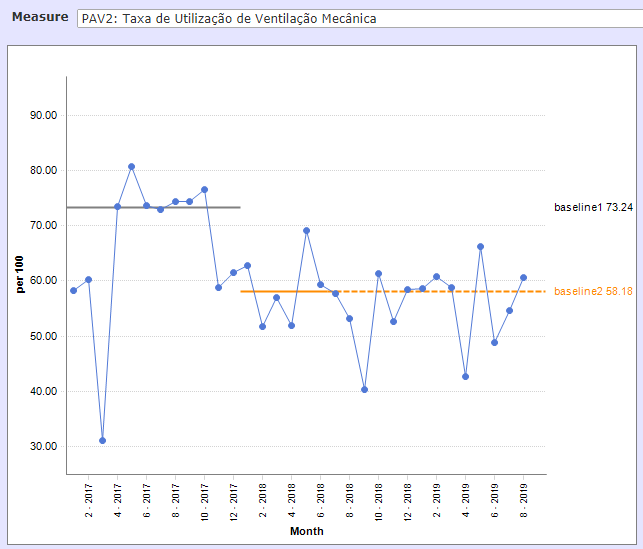 Measure PAV2: Taxa de Utilização de Ventilação Mecânica
90.00
80.00
70.00
60.00
50.00
40.00
30.00
per 100
baseline1 73.24
baseline2 58.18
2 - 2017
4 - 2017
6 - 2017
8 - 2017
10 - 2017
12 - 2017
2 - 2018
4 - 2018
6 - 2018
8 - 2018
10 - 2018
12 - 2018
2 - 2019
4 - 2019
6 - 2019
8 - 2019
Month